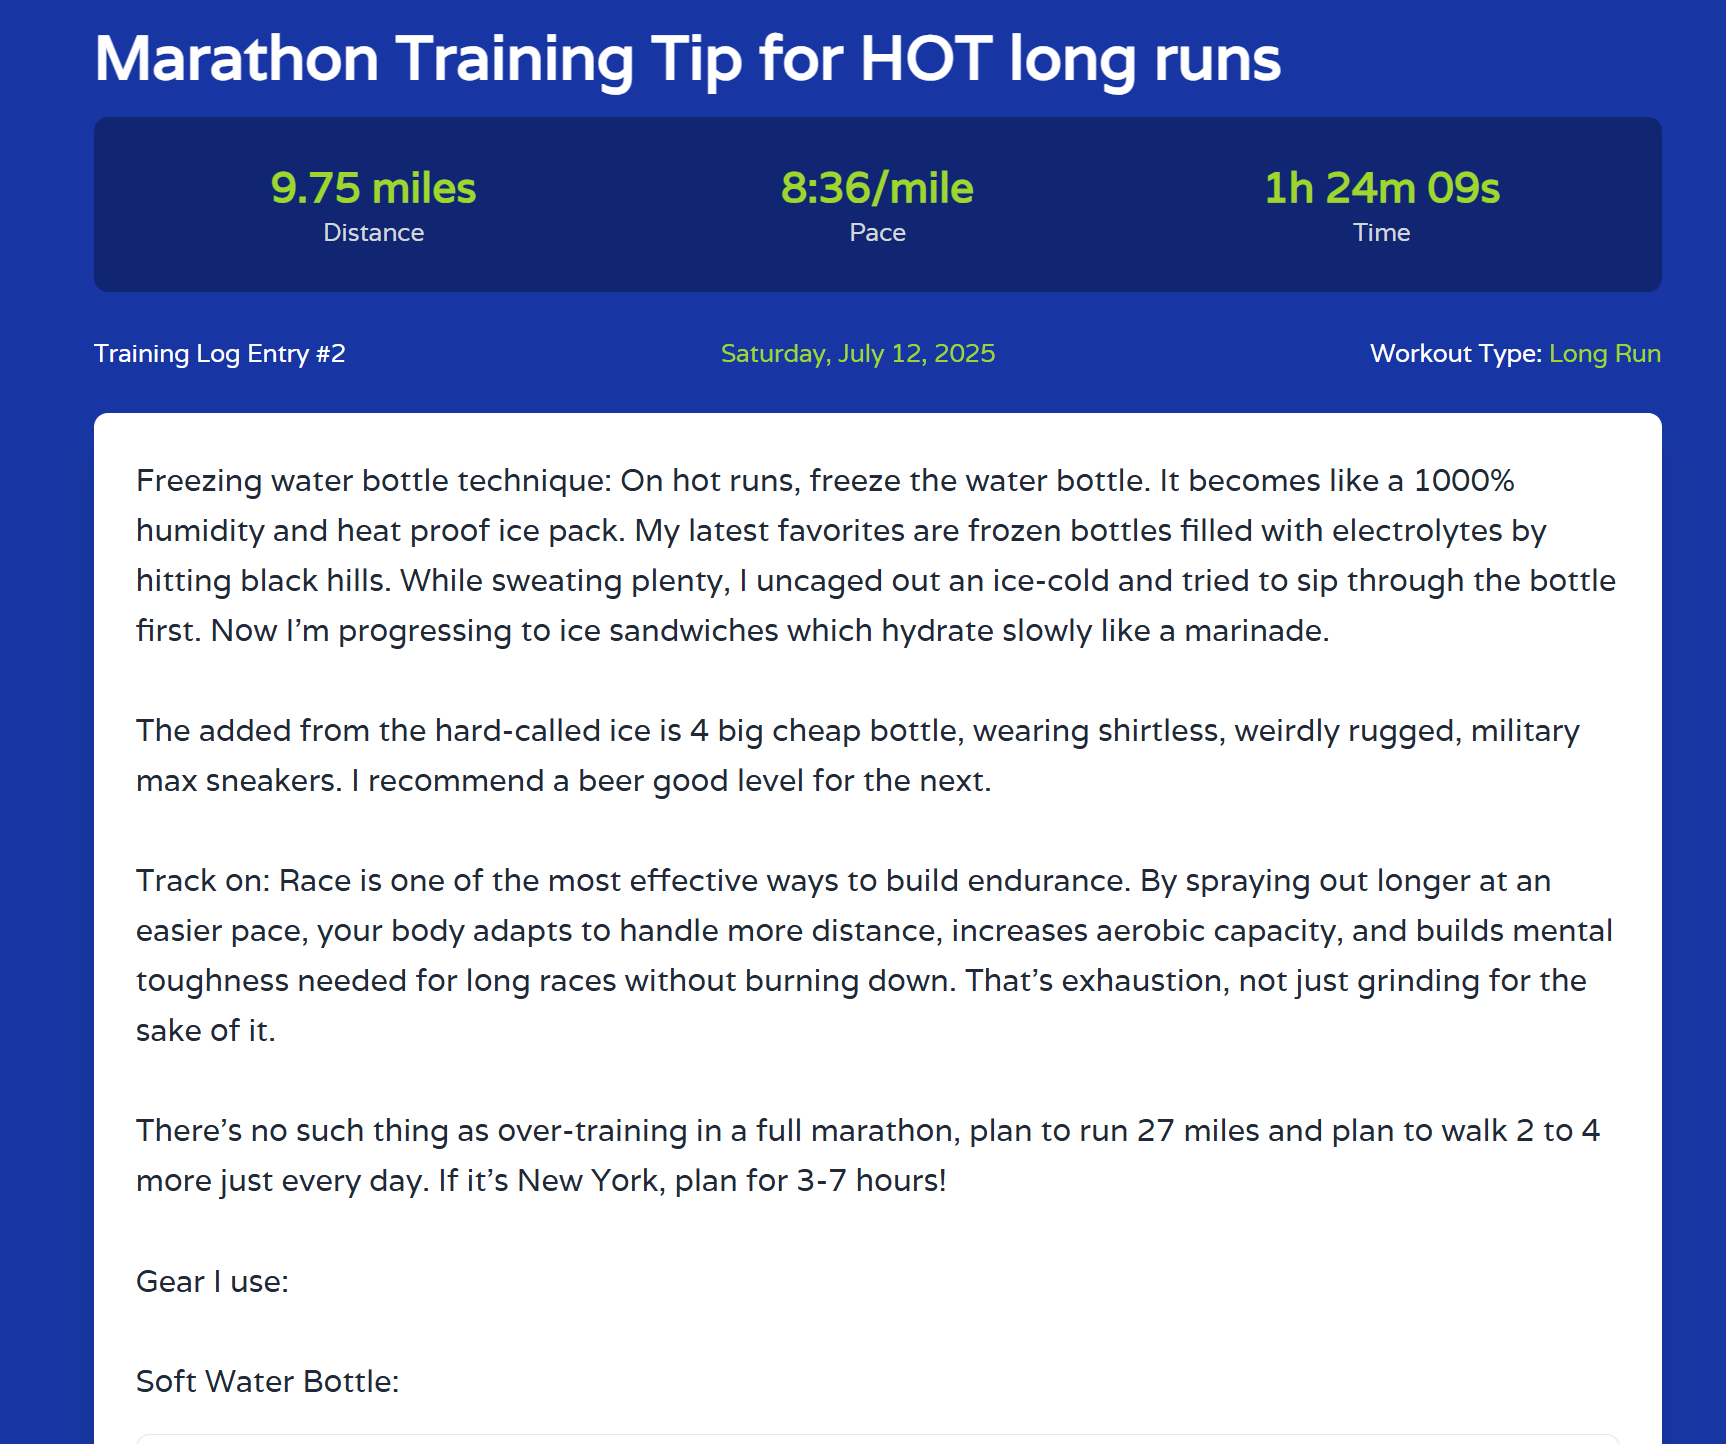 Marathon Training Tip for HOT long runs
9.75 miles
Distance
8:36/mile
Pace
1h 24m 09s
Time
Training Log Entry #2
Saturday, July 12, 2025
Workout Type: Long Run
Freezing water bottle technique: On hot runs, freeze the water bottle. It becomes like a 1000%
humidity and heat proof ice pack. My latest favorites are frozen bottles filled with electrolytes by
hitting black hills. While sweating plenty, I uncaged out an ice-cold and tried to sip through the bottle
first. Now I’m progressing to ice sandwiches which hydrate slowly like a marinade.
The added from the hard-called ice is 4 big cheap bottle, wearing shirtless, weirdly rugged, military
max sneakers. I recommend a beer good level for the next.
Track on: Race is one of the most effective ways to build endurance. By spraying out longer at an
easier pace, your body adapts to handle more distance, increases aerobic capacity, and builds mental
toughness needed for long races without burning down. That’s exhaustion, not just grinding for the
sake of it.
There’s no such thing as over-training in a full marathon, plan to run 27 miles and plan to walk 2 to 4
more just every day. If it’s New York, plan for 3-7 hours!
Gear I use:
Soft Water Bottle: